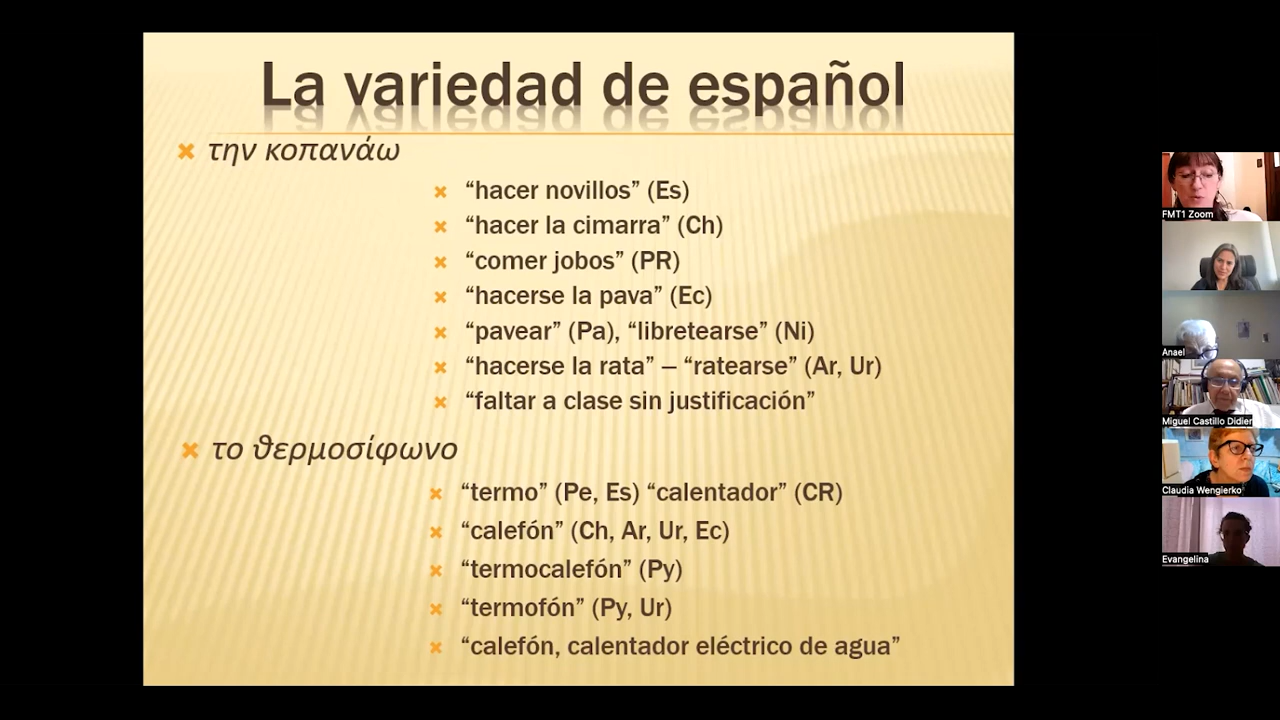 La variedad de español
την κοπανάω
“hacer novillos” (Es)
“hacer la cimarra” (Ch)
“comer jobos” (PR)
“hacerse la pava” (Ec)
“pavear” (Pa), “libretearse” (Ni)
“hacerse la rata” – “ratearse” (Ar, Ur)
“faltar a clase sin justificación”
το θερμοσίφωνο
“termo” (Pe, Es) “calentador” (CR)
“calefón” (Ch, Ar, Ur, Ec)
“termocalefón” (Py)
“termofón” (Py, Ur)
“calefón, calentador eléctrico de agua”
FMT1 Zoom
Anael
Miguel Castillo Didier
Claudia Wengierko
Evangelina